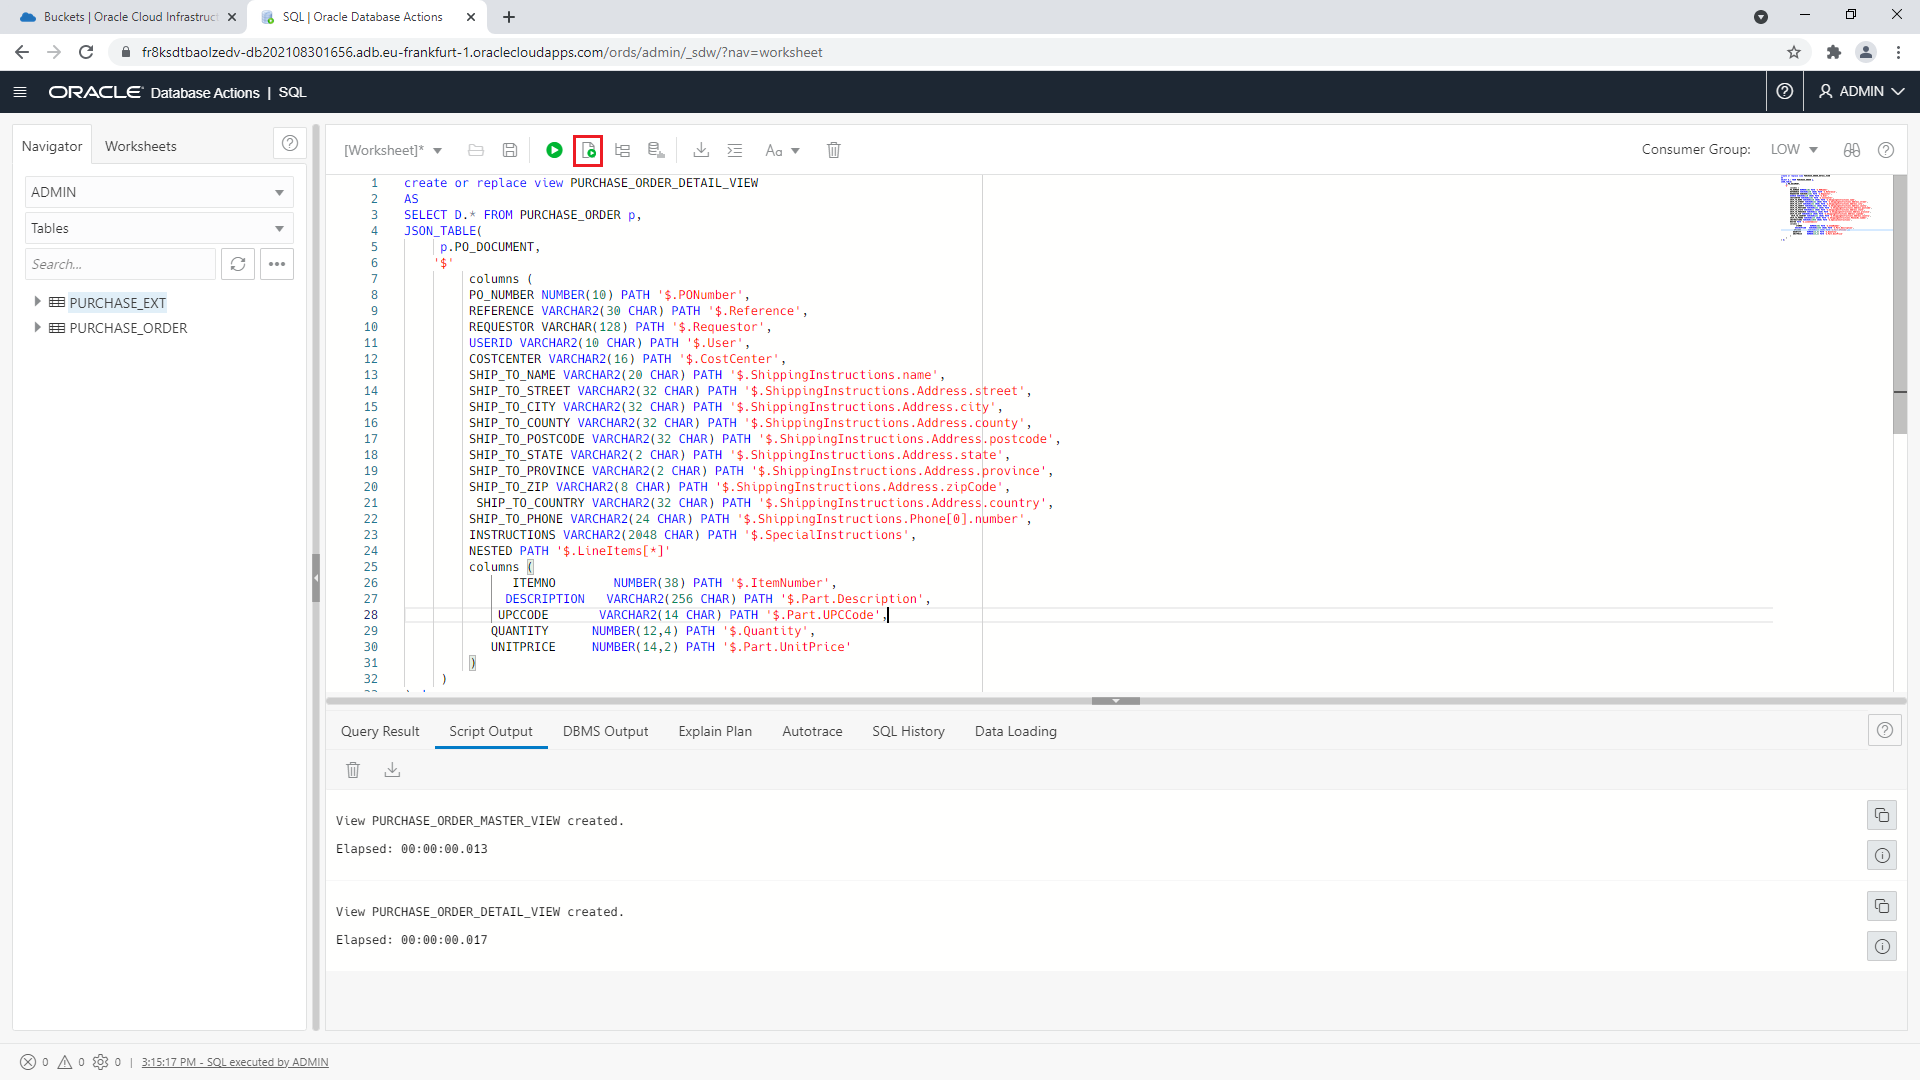 Buckets | Oracle Cloud Infrastruct
SQL | Oracle Database Actions
fr8ksdtbaolzedv-db202108301656.adb.eu-frankfurt-1.oraclecloudapps.com/ords/admin/_sdw/?nav=worksheet
ORACLE Database Actions | SQL
ADMIN
Navigator
Worksheets
[Worksheet]*
Aa
Consumer Group:
LOW
ADMIN
Tables
Search...
PURCHASE_EXT
PURCHASE_ORDER
1 create or replace view PURCHASE_ORDER_DETAIL_VIEW
2 AS
3 SELECT D.* FROM PURCHASE_ORDER p,
4 JSON_TABLE(
5 p.PO_DOCUMENT,
6 '$'
7 columns (
8 PO_NUMBER NUMBER(10) PATH '$.PONumber',
9 REFERENCE VARCHAR2(30 CHAR) PATH '$.Reference',
10 REQUESTOR VARCHAR(128) PATH '$.Requestor',
11 USERID VARCHAR2(10 CHAR) PATH '$.User',
12 COSTCENTER VARCHAR2(16) PATH '$.CostCenter',
13 SHIP_TO_NAME VARCHAR2(20 CHAR) PATH '$.ShippingInstructions.name',
14 SHIP_TO_STREET VARCHAR2(32 CHAR) PATH '$.ShippingInstructions.Address.street',
15 SHIP_TO_CITY VARCHAR2(32 CHAR) PATH '$.ShippingInstructions.Address.city',
16 SHIP_TO_COUNTY VARCHAR2(32 CHAR) PATH '$.ShippingInstructions.Address.county',
17 SHIP_TO_POSTCODE VARCHAR2(32 CHAR) PATH '$.ShippingInstructions.Address.postcode',
18 SHIP_TO_STATE VARCHAR2(2 CHAR) PATH '$.ShippingInstructions.Address.state',
19 SHIP_TO_PROVINCE VARCHAR2(2 CHAR) PATH '$.ShippingInstructions.Address.province',
20 SHIP_TO_ZIP VARCHAR2(8 CHAR) PATH '$.ShippingInstructions.Address.zipCode',
21 SHIP_TO_COUNTRY VARCHAR2(32 CHAR) PATH '$.ShippingInstructions.Address.country',
22 SHIP_TO_PHONE VARCHAR2(24 CHAR) PATH '$.ShippingInstructions.Phone[0].number',
23 INSTRUCTIONS VARCHAR2(2048 CHAR) PATH '$.SpecialInstructions',
24 NESTED PATH '$.LineItems[*]'
25 columns (
26 ITEMNO NUMBER(38) PATH '$.ItemNumber',
27 DESCRIPTION VARCHAR2(256 CHAR) PATH '$.Part.Description',
28 UPCCODE VARCHAR2(14 CHAR) PATH '$.Part.UPCCode',
29 QUANTITY NUMBER(12,4) PATH '$.Quantity',
30 UNITPRICE NUMBER(14,2) PATH '$.Part.UnitPrice'
31 )
32 )
Query Result
Script Output
DBMS Output
Explain Plan
Autotrace
SQL History
Data Loading
View PURCHASE_ORDER_MASTER_VIEW created.
Elapsed: 00:00:00.013
View PURCHASE_ORDER_DETAIL_VIEW created.
Elapsed: 00:00:00.017
0 0 0 | 3:15:17 PM - SQL executed by ADMIN